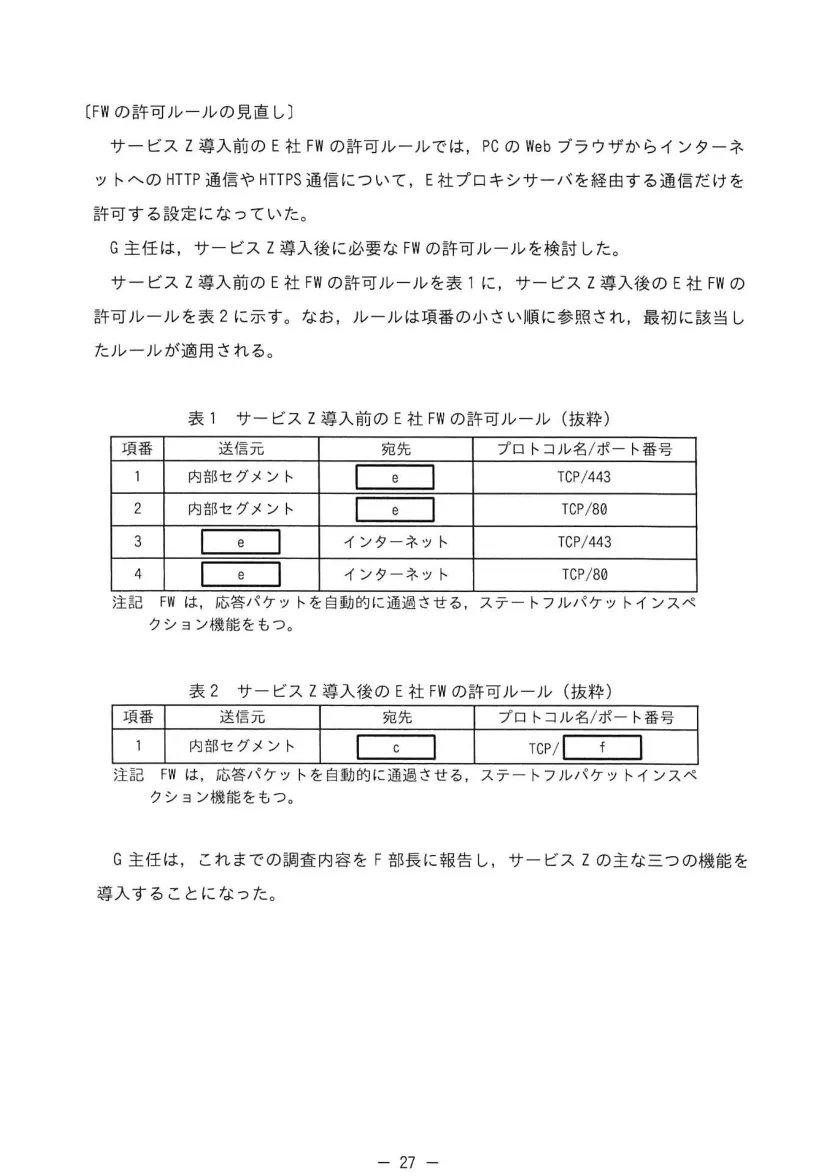 〔FW の許可ルールの見直し〕
サービス Z 導入前の E 社 FW の許可ルールでは，PC の Web ブラウザからインターネ
ットへの HTTP 通信や HTTPS 通信について，E 社プロキシサーバを経由する通信だけを
許可する設定になっていた。
G 主任は，サービス Z 導入後に必要な FW の許可ルールを検討した。
サービス Z 導入前の E 社 FW の許可ルールを表 1 に，サービス Z 導入後の E 社 FW の
許可ルールを表 2 に示す。なお，ルールは項番の小さい順に参照され，最初に該当し
たルールが適用される。
表 1 サービス Z 導入前の E 社 FW の許可ルール（抜粋）
項番 送信元 宛先 プロトコル名/ポート番号
1 内部セグメント e TCP/443
2 内部セグメント e TCP/80
3 e インターネット TCP/443
4 e インターネット TCP/80
注記 FW は，応答パケットを自動的に通過させる，ステートフルパケットインスペ
クション機能をもつ。
表 2 サービス Z 導入後の E 社 FW の許可ルール（抜粋）
項番 送信元 宛先 プロトコル名/ポート番号
1 内部セグメント c TCP/ f
注記 FW は，応答パケットを自動的に通過させる，ステートフルパケットインスペ
クション機能をもつ。
G 主任は，これまでの調査内容を F 部長に報告し，サービス Z の主な三つの機能を
導入することになった。
－ 27 －